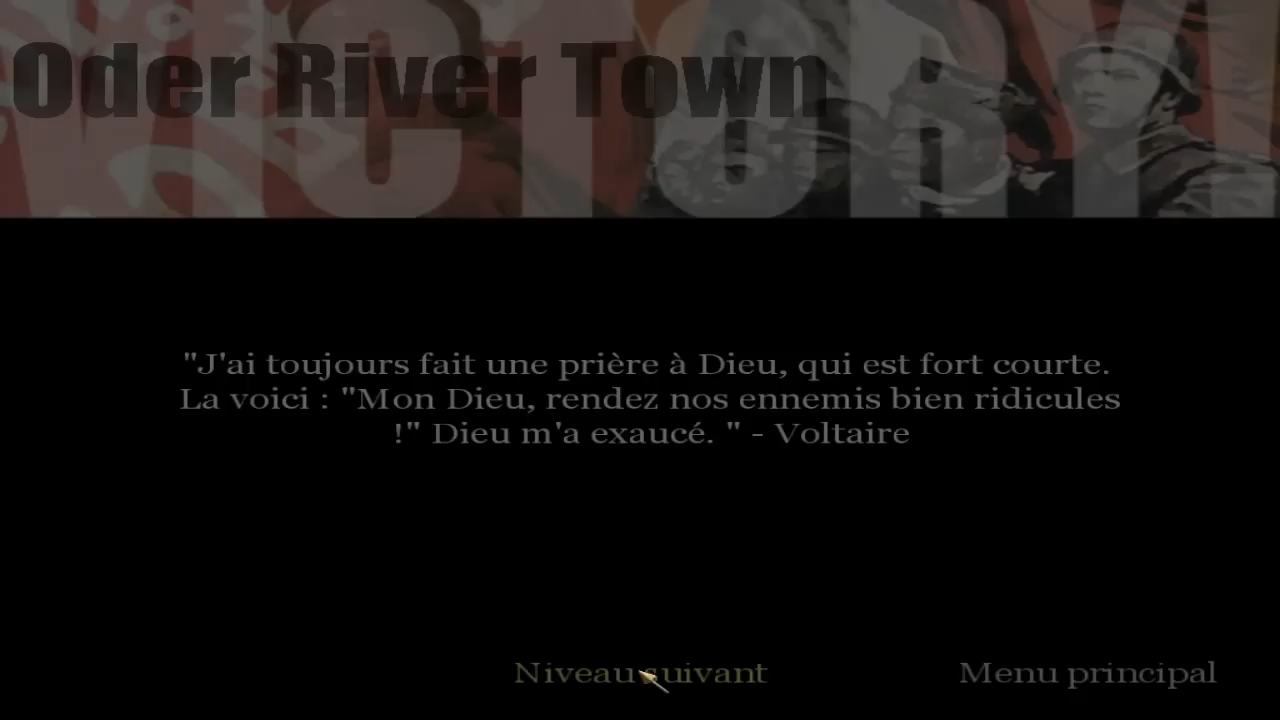 VICTORY
Oder River Town
"J'ai toujours fait une prière à Dieu, qui est fort courte.
La voici : "Mon Dieu, rendez nos ennemis bien ridicules
!" Dieu m'a exaucé. " - Voltaire
Niveau suivant
Menu principal